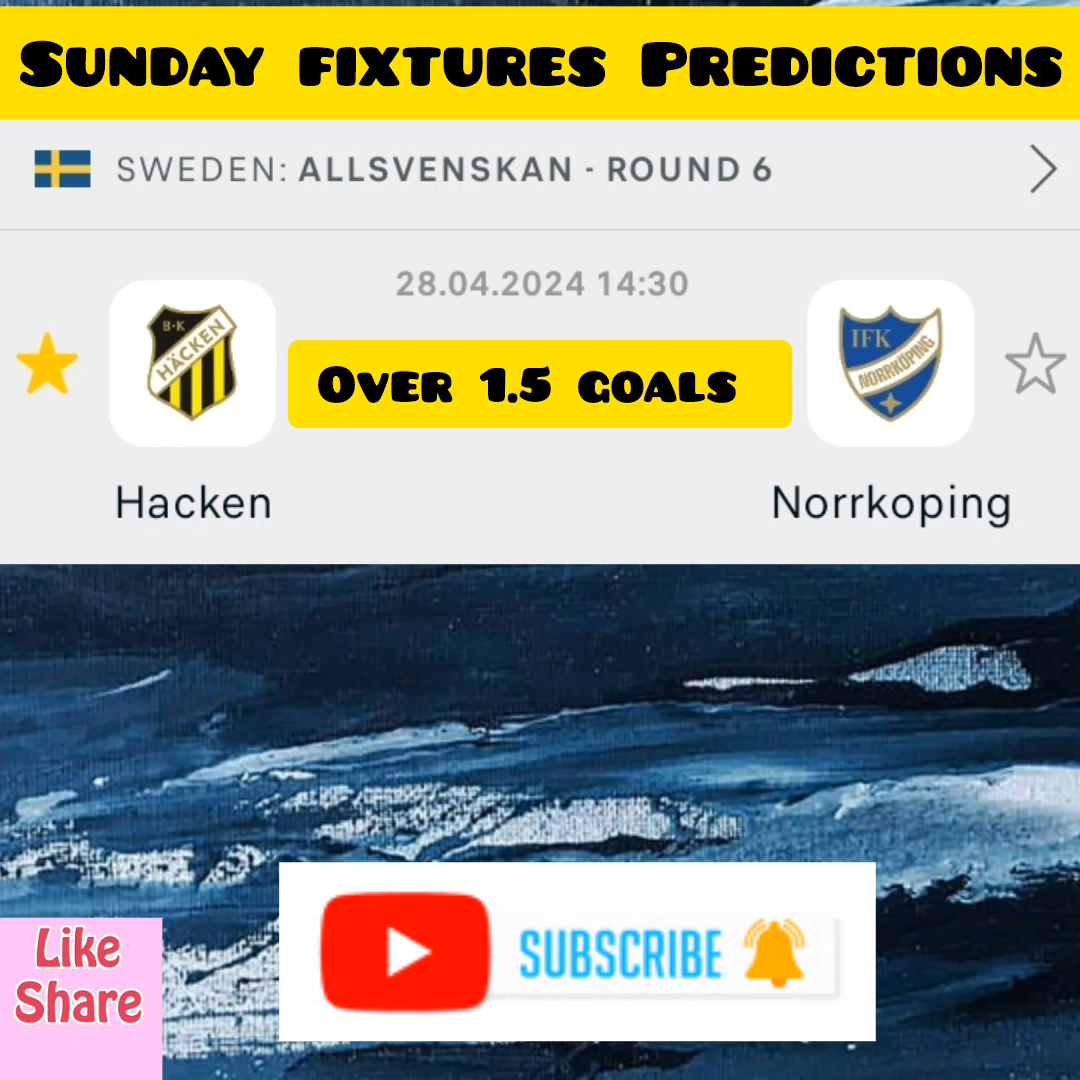 SUNDAY FIXTURES PREDICTIONS
SWEDEN: ALLSVENSKAN - ROUND 6
28.04.2024 14:30
B·K
HÄCKEN
OVER 1.5 GOALS
IFK
NORRKÖPING
Hacken
Norrkoping
SUBSCRIBE
Like
Share